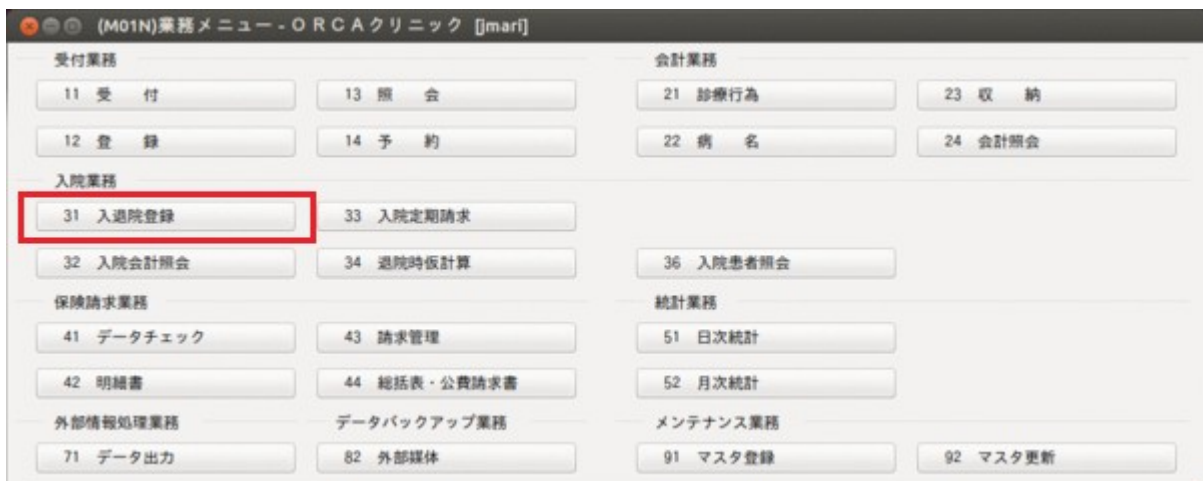 (M01N)業務メニュー-ORCAクリニック [jmari]
受付業務 会計業務
11 受 付 13 照 会 21 診療行為 23 収 納
12 登 録 14 予 約 22 病 名 24 会計照会
入院業務
31 入退院登録 33 入院定期請求
32 入院会計照会 34 退院時仮計算 36 入院患者照会
保険請求業務 統計業務
41 データチェック 43 請求管理 51 日次統計
42 明細書 44 総括表・公費請求書 52 月次統計
外部情報処理業務 データバックアップ業務 メンテナンス業務
71 データ出力 82 外部媒体 91 マスタ登録 92 マスタ更新